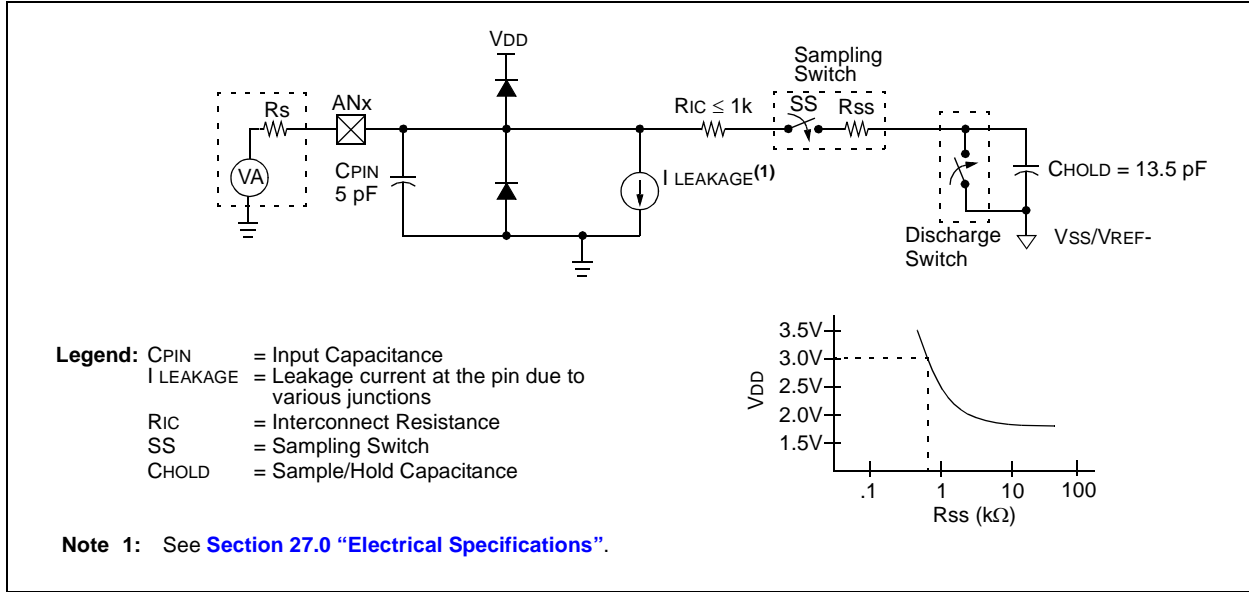 VDD
Sampling
Switch
Rs
ANx
RIC ≤ 1k
SS
Rss
VA
CPIN
5 pF
I LEAKAGE(1)
CHOLD = 13.5 pF
Discharge
Switch
VSS/VREF-
Legend: CPIN = Input Capacitance
I LEAKAGE = Leakage current at the pin due to
various junctions
RIC = Interconnect Resistance
SS = Sampling Switch
CHOLD = Sample/Hold Capacitance
VDD
3.5V
3.0V
2.5V
2.0V
1.5V
.1 1 10 100
Rss (kΩ)
Note 1: See Section 27.0 “Electrical Specifications”.